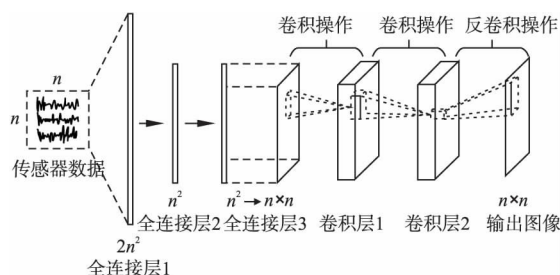 卷积操作 卷积操作 反卷积操作
n
n
传感器数据
n² n² → n×n n×n
全连接层2 全连接层3 卷积层1 卷积层2 输出图像
2n²
全连接层1